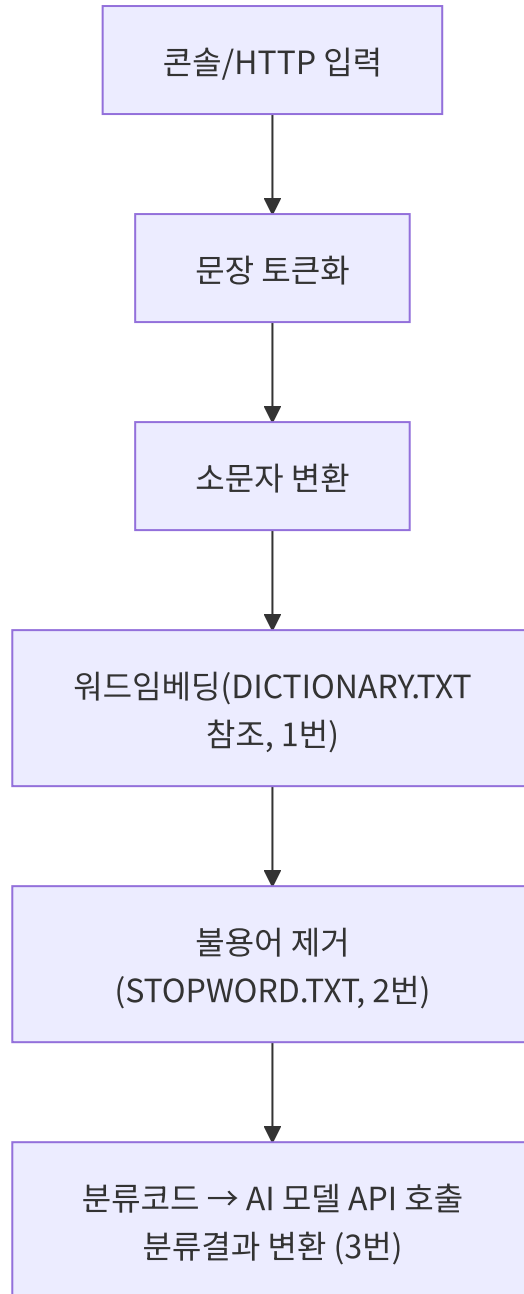 콘솔/HTTP 입력
문장 토큰화
소문자 변환
워드임베딩(DICTIONARY.TXT
참조, 1번)
불용어 제거
(STOPWORD.TXT, 2번)
분류코드 → AI 모델 API 호출
분류결과 변환 (3번)